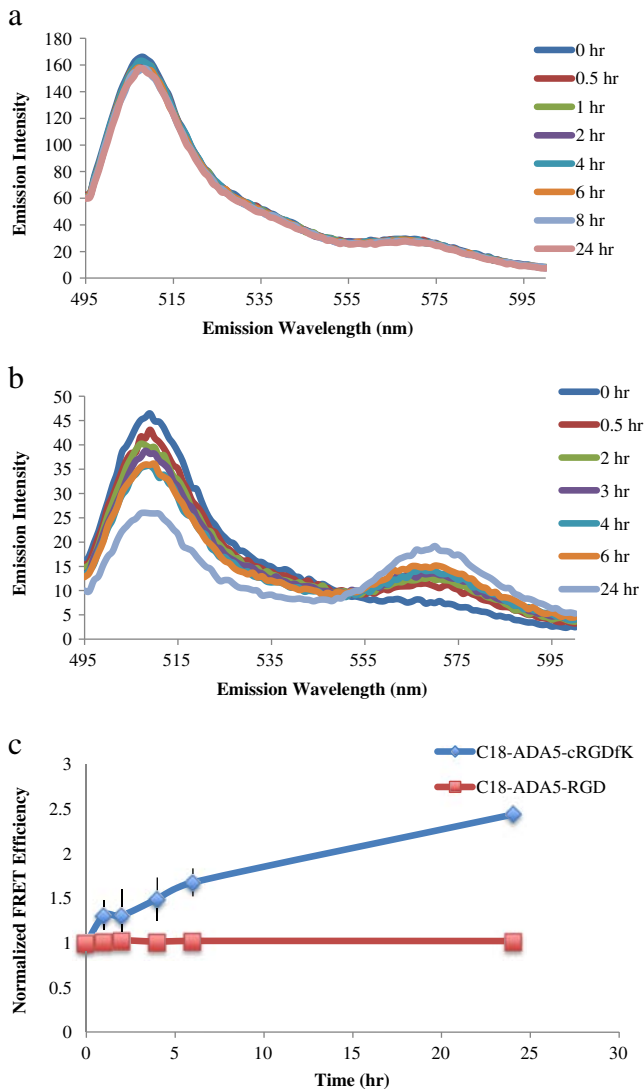 a
180
160
140
120
100
80
60
40
20
0
Emission Intensity
495 515 535 555 575 595
Emission Wavelength (nm)
0 hr
0.5 hr
1 hr
2 hr
4 hr
6 hr
8 hr
24 hr
b
50
45
40
35
30
25
20
15
10
5
0
Emission Intensity
495 515 535 555 575 595
Emission Wavelength (nm)
0 hr
0.5 hr
2 hr
3 hr
4 hr
6 hr
24 hr
c
C18-ADA5-cRGDfK
C18-ADA5-RGD
3
2.5
2
1.5
1
0.5
0
Normalized FRET Efficiency
0 5 10 15 20 25 30
Time (hr)